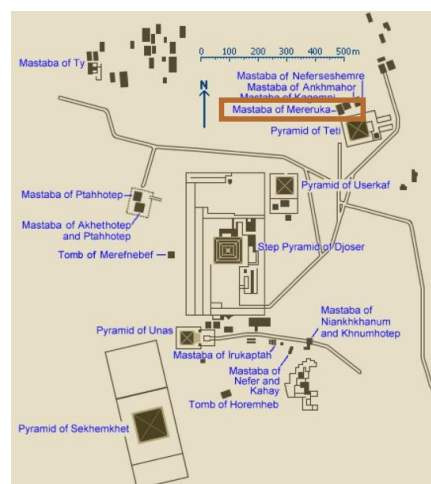 0 100 200 300 400 500m
Mastaba of Ty
N
Mastaba of Neferseshemre
Mastaba of Ankhmahor
Mastaba of Kagemni
Mastaba of Mereruka
Pyramid of Teti
Mastaba of Ptahhotep
Pyramid of Userkaf
Mastaba of Akhethotep
and Ptahhotep
Tomb of Merefnebef
Step Pyramid of Djoser
Pyramid of Unas
Mastaba of
Niankhkhanum
and Khnumhotep
Mastaba of Irukaptah
Mastaba of
Nefer and
Kahay
Tomb of Horemheb
Pyramid of Sekhemkhet